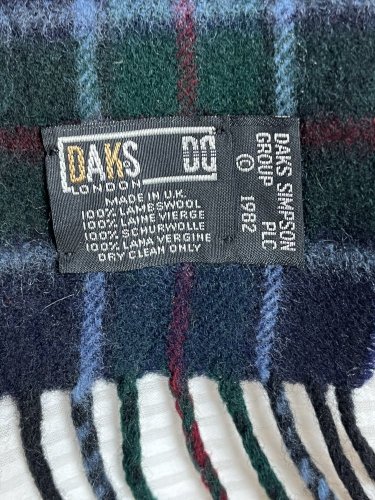 DAKS
LONDON
DD
MADE IN U.K
100% LAMBSWOOL
100% LAINE VIERGE
100% SCHURWOLLE
100% LANA VERGINE
DRY CLEAN ONLY
DAKS SIMPSON
GROUP PLC
© 1982